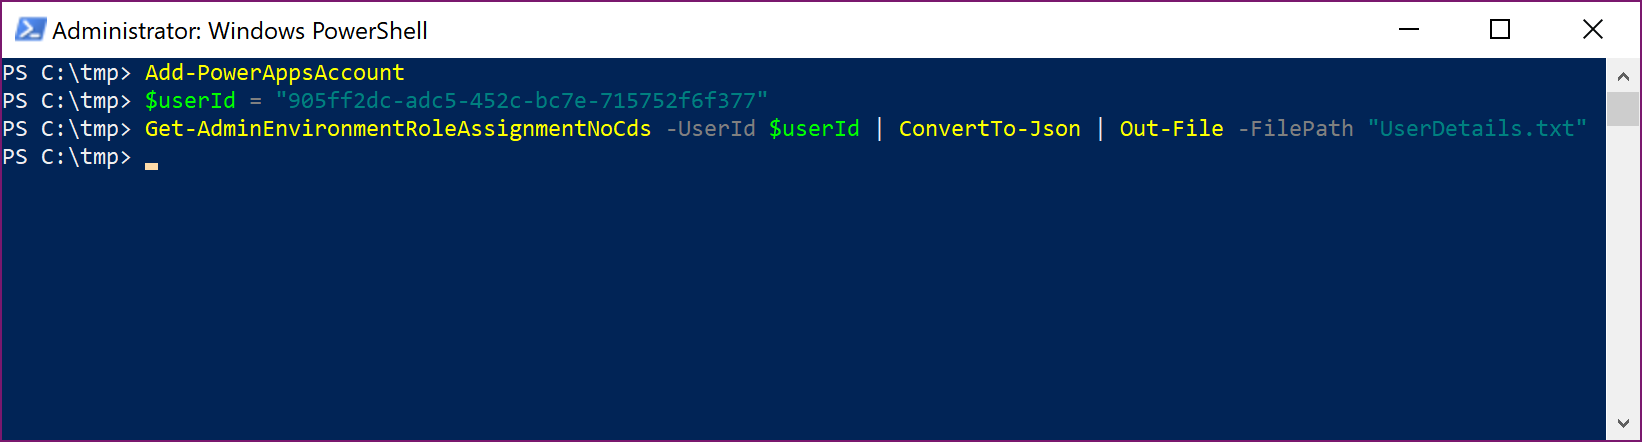 Administrator: Windows PowerShell
PS C:\tmp> Add-PowerAppsAccount
PS C:\tmp> $userId = "905ff2dc-adc5-452c-bc7e-715752f6f377"
PS C:\tmp> Get-AdminEnvironmentRoleAssignmentNoCds -UserId $userId | ConvertTo-Json | Out-File -FilePath "UserDetails.txt"
PS C:\tmp>